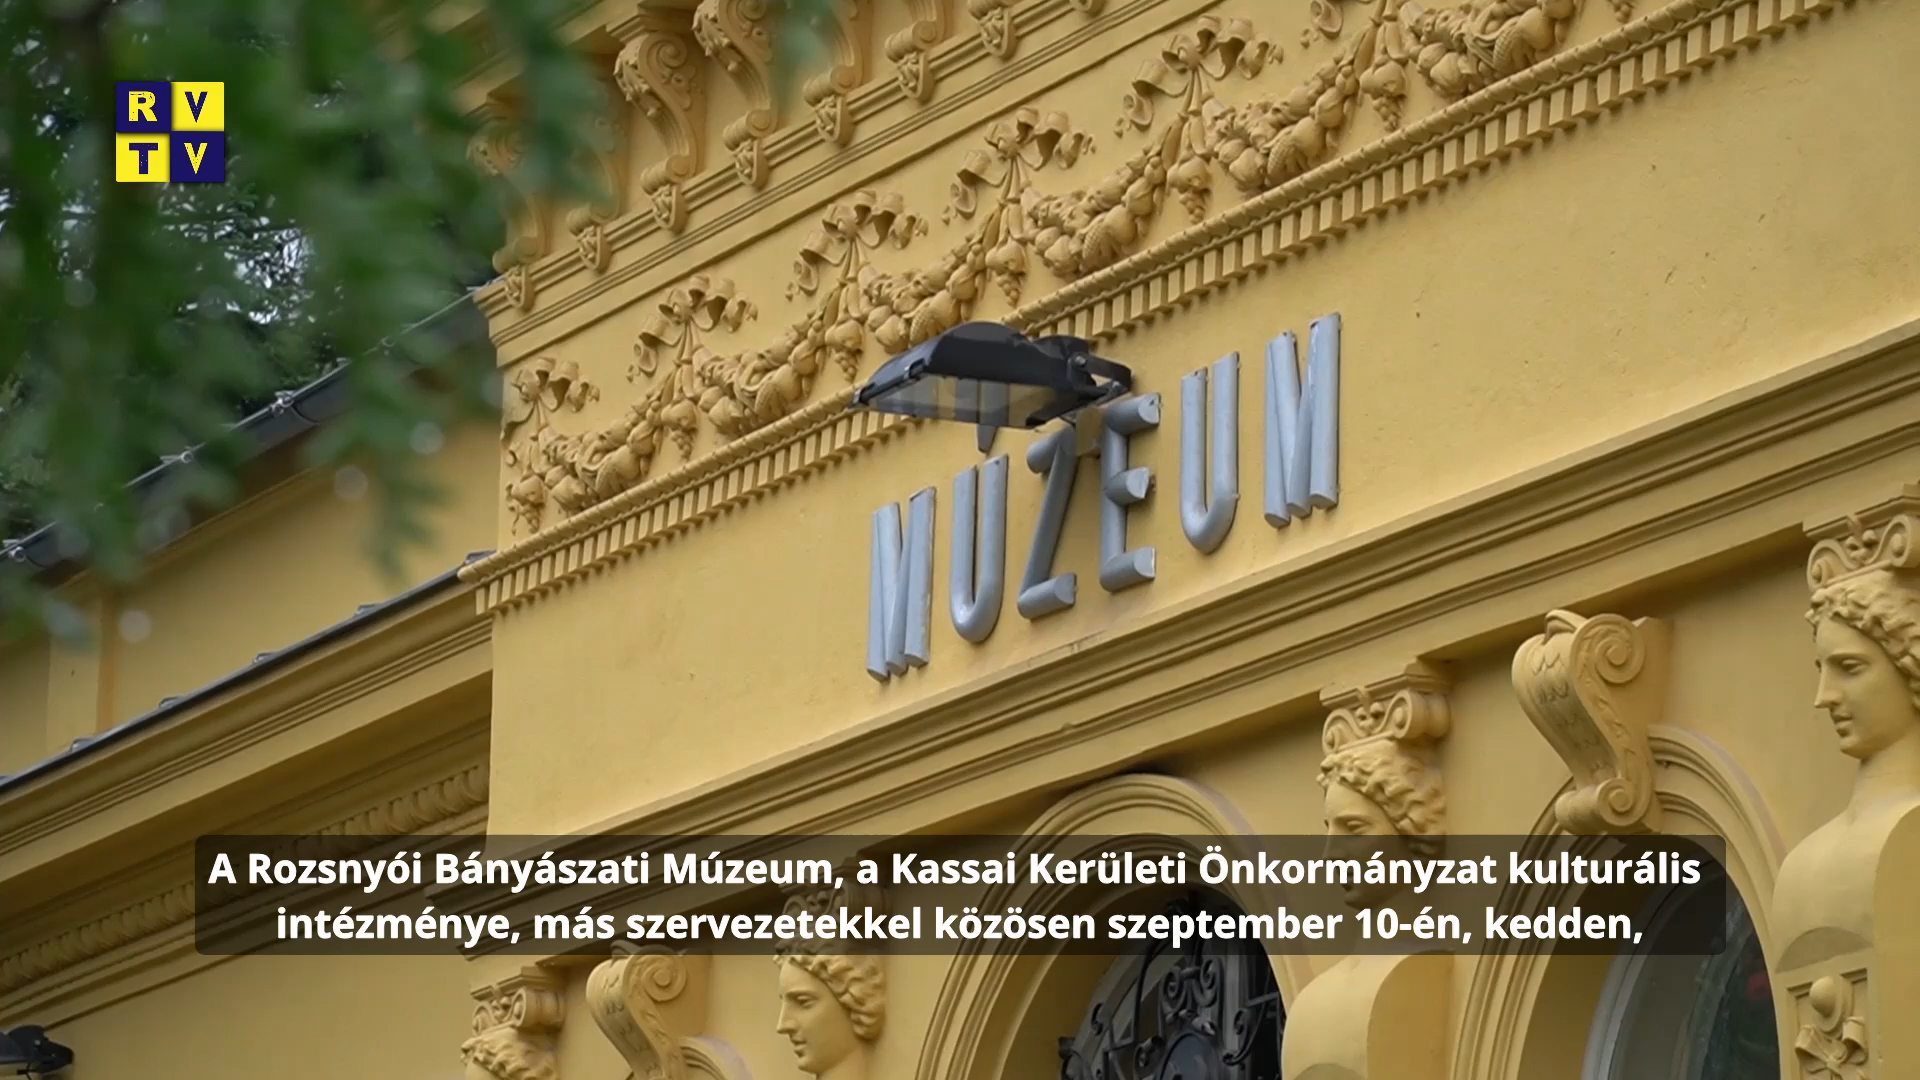 RV
TV
MÚZEUM
A Rozsnyói Bányászati Múzeum, a Kassai Kerületi Önkormányzat kulturális
intézménye, más szervezetekkel közösen szeptember 10-én, kedden,